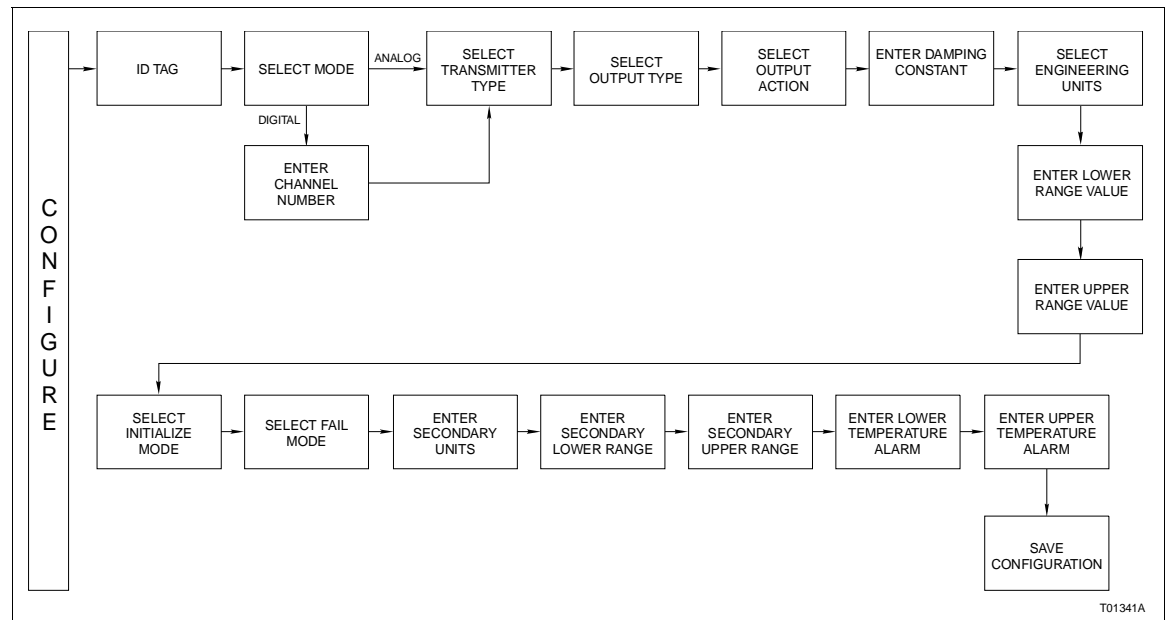 CONFIGURE
ID TAG
SELECT MODE
ANALOG
DIGITAL
ENTER
CHANNEL
NUMBER
SELECT
TRANSMITTER
TYPE
SELECT
OUTPUT TYPE
SELECT
OUTPUT
ACTION
ENTER DAMPING
CONSTANT
SELECT
ENGINEERING
UNITS
ENTER LOWER
RANGE VALUE
ENTER UPPER
RANGE VALUE
SELECT
INITIALIZE
MODE
SELECT FAIL
MODE
ENTER
SECONDARY
UNITS
ENTER
SECONDARY
LOWER RANGE
ENTER
SECONDARY
UPPER RANGE
ENTER LOWER
TEMPERATURE
ALARM
ENTER UPPER
TEMPERATURE
ALARM
SAVE
CONFIGURATION
T01341A